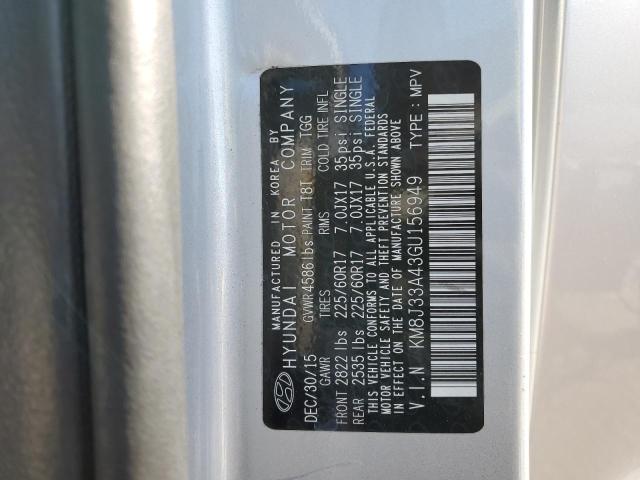 MANUFACTURED IN KOREA BY
HYUNDAI MOTOR COMPANY
DEC/30/15 GVWR 4586lbs PAINT T8T TRIM TGG
GAWR TIRES RIMS COLD TIRE INFL
FRONT 2822 lbs 225/60R17 7.0JX17 35psi SINGLE
REAR 2535 lbs 225/60R17 7.0JX17 35psi SINGLE
THIS VEHICLE CONFORMS TO ALL APPLICABLE U.S.A. FEDERAL
MOTOR VEHICLE SAFETY AND THEFT PREVENTION STANDARDS
IN EFFECT ON THE DATE OF MANUFACTURE SHOWN ABOVE
V.I.N KM8J33A43GU156949 TYPE : MPV